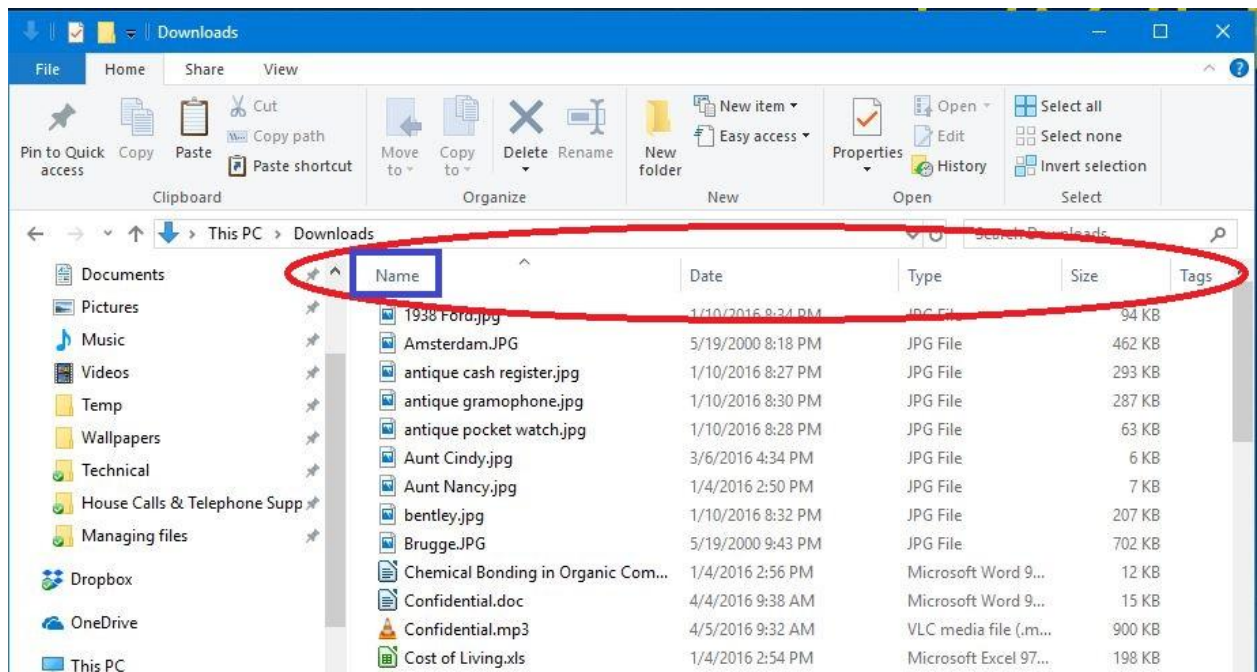 Downloads
File Home Share View
Pin to Quick access
Copy
Paste
Cut
Copy path
Paste shortcut
Clipboard
Move to
Copy to
Delete
Rename
Organize
New folder
New item
Easy access
New
Properties
Open
Edit
History
Open
Select all
Select none
Invert selection
Select
This PC > Downloads
Search Downloads
Documents
Pictures
Music
Videos
Temp
Wallpapers
Technical
House Calls & Telephone Supp
Managing files
Dropbox
OneDrive
This PC
Name Date Type Size Tags
1938 Ford.jpg 1/10/2016 8:34 PM JPG File 94 KB
Amsterdam.JPG 5/19/2000 8:18 PM JPG File 462 KB
antique cash register.jpg 1/10/2016 8:27 PM JPG File 293 KB
antique gramophone.jpg 1/10/2016 8:30 PM JPG File 287 KB
antique pocket watch.jpg 1/10/2016 8:28 PM JPG File 63 KB
Aunt Cindy.jpg 3/6/2016 4:34 PM JPG File 6 KB
Aunt Nancy.jpg 1/4/2016 2:50 PM JPG File 7 KB
bentley.jpg 1/10/2016 8:32 PM JPG File 207 KB
Brugge.JPG 5/19/2000 9:43 PM JPG File 702 KB
Chemical Bonding in Organic Com... 1/4/2016 2:56 PM Microsoft Word 9... 12 KB
Confidential.doc 4/4/2016 9:38 AM Microsoft Word 9... 15 KB
Confidential.mp3 4/5/2016 9:32 AM VLC media file (.m... 900 KB
Cost of Living.xls 1/4/2016 2:54 PM Microsoft Excel 97... 198 KB